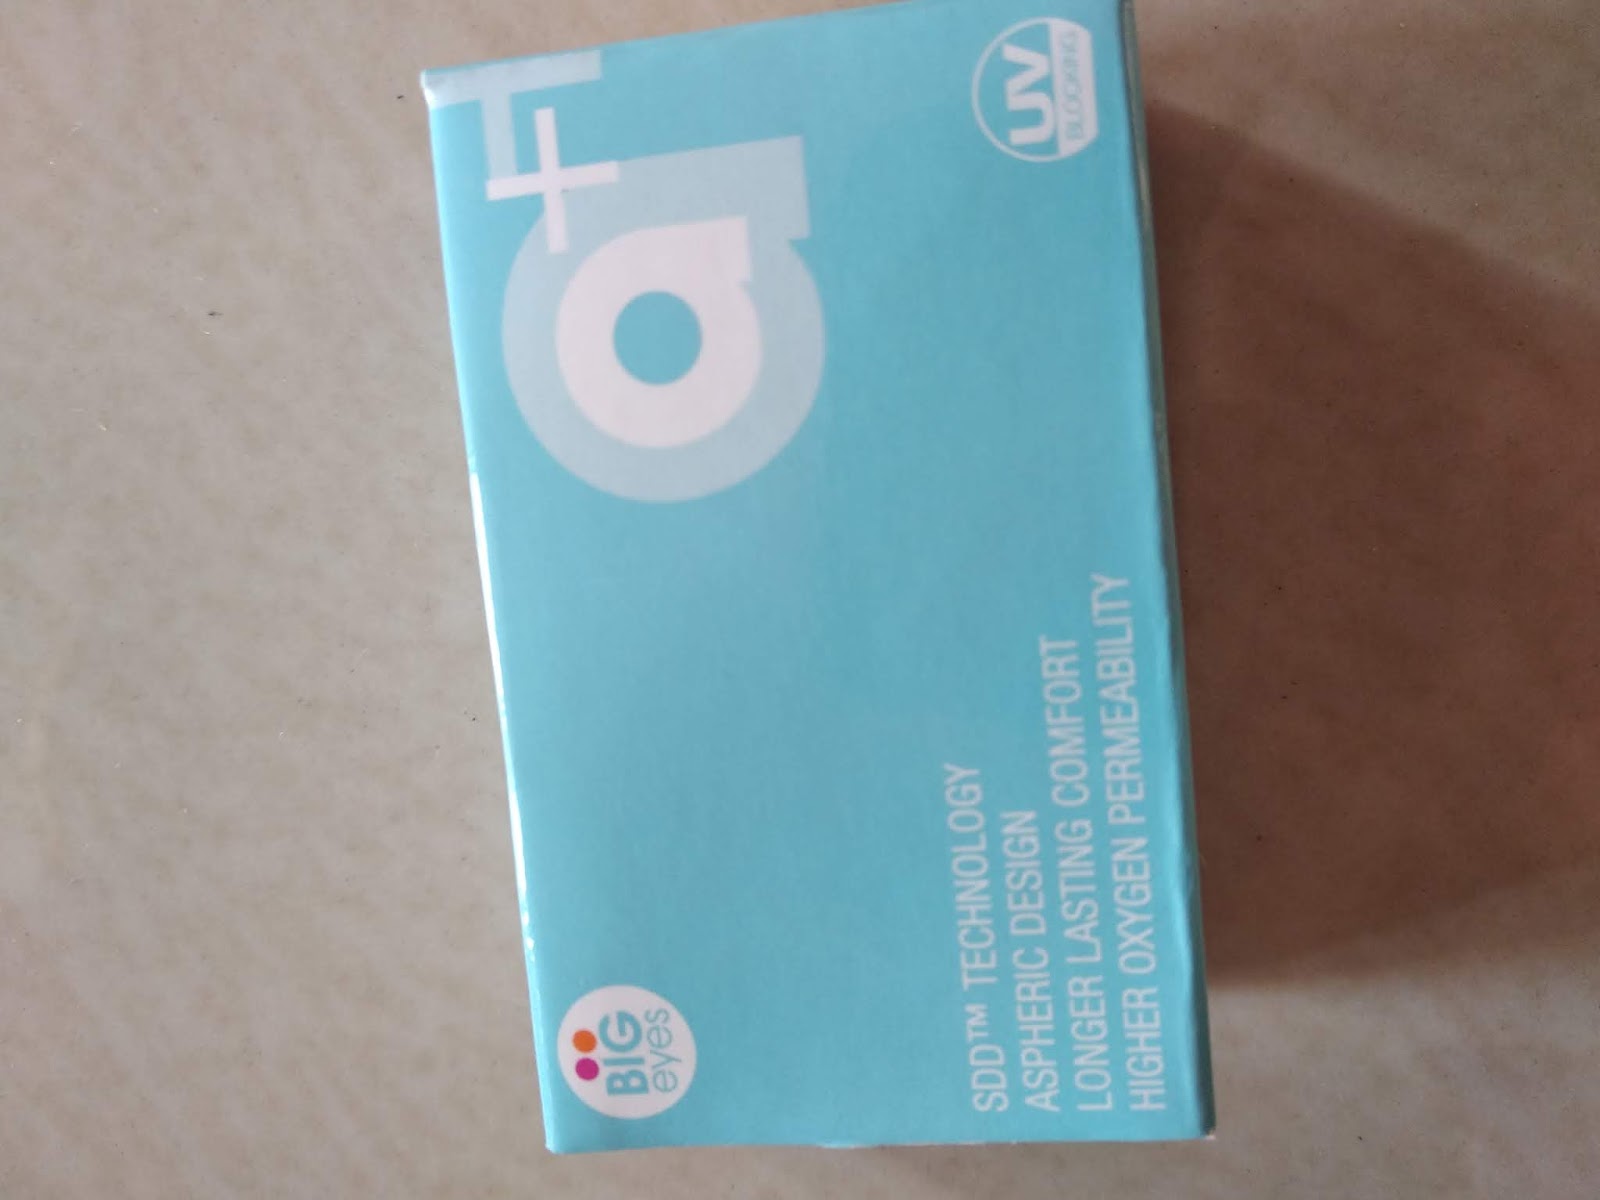 BIG
eyes
a+
UV
BLOCKING
SDD™ TECHNOLOGY
ASPHERIC DESIGN
LONGER LASTING COMFORT
HIGHER OXYGEN PERMEABILITY